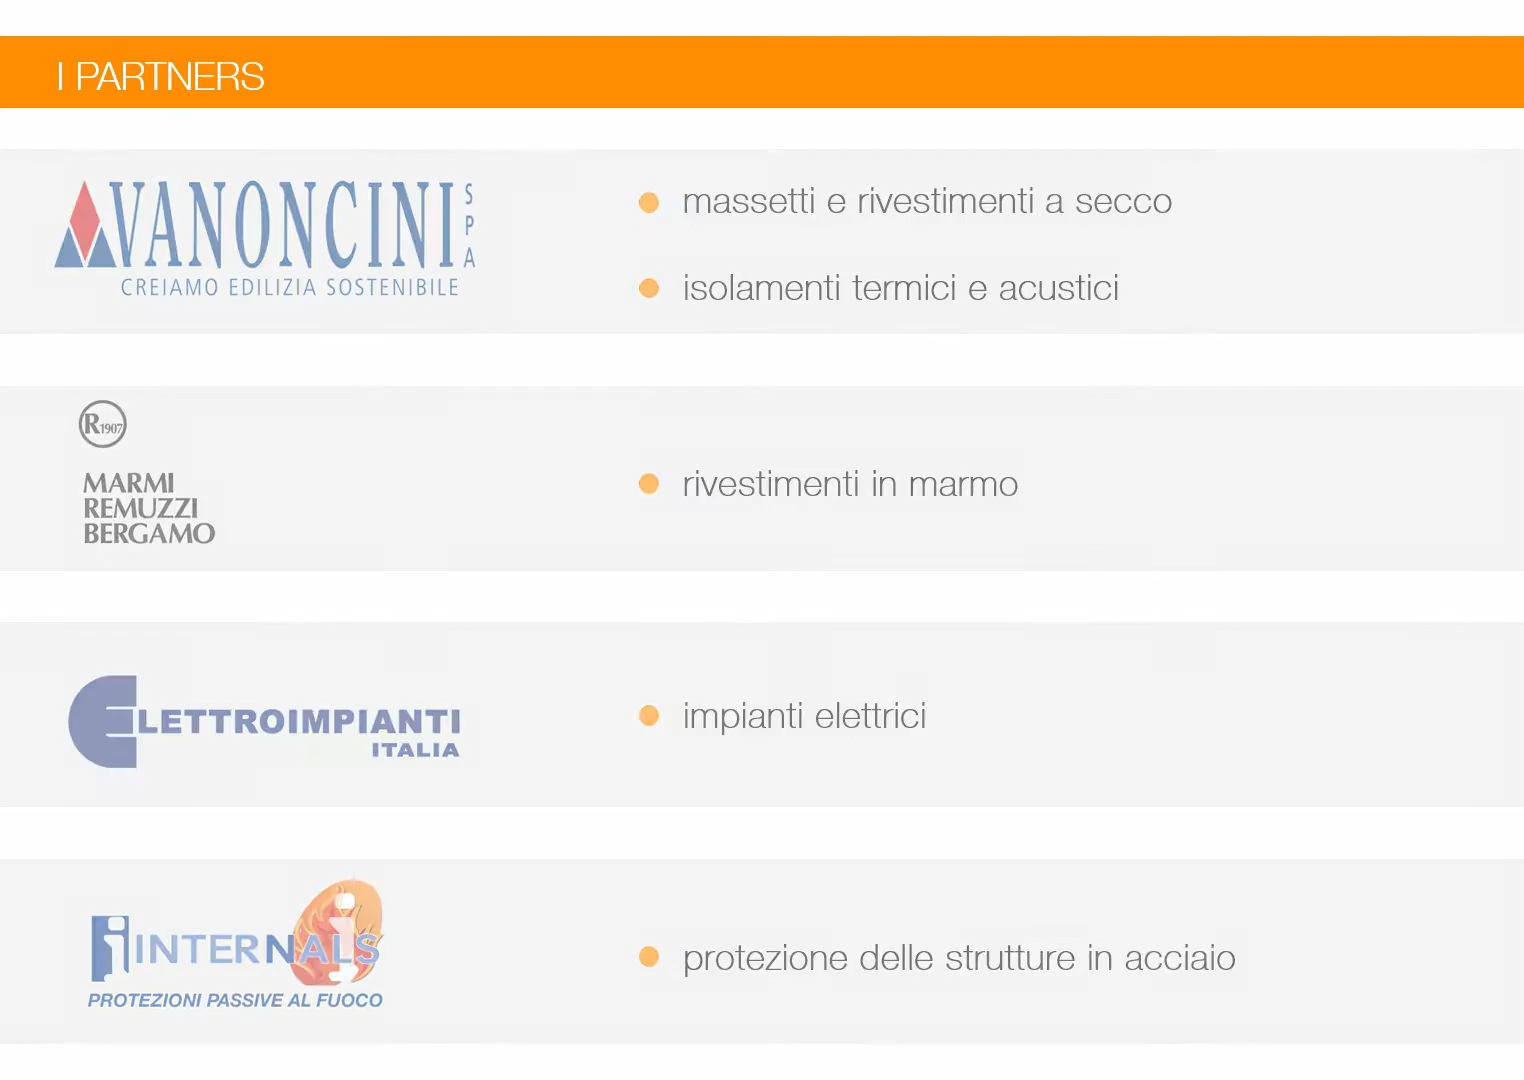 I PARTNERS
VANONCINI SPA
CREIAMO EDILIZIA SOSTENIBILE
massetti e rivestimenti a secco
isolamenti termici e acustici
R1907
MARMI
REMUZZI
BERGAMO
rivestimenti in marmo
ELETTROIMPIANTI
ITALIA
impianti elettrici
INTERNALS
PROTEZIONI PASSIVE AL FUOCO
protezione delle strutture in acciaio